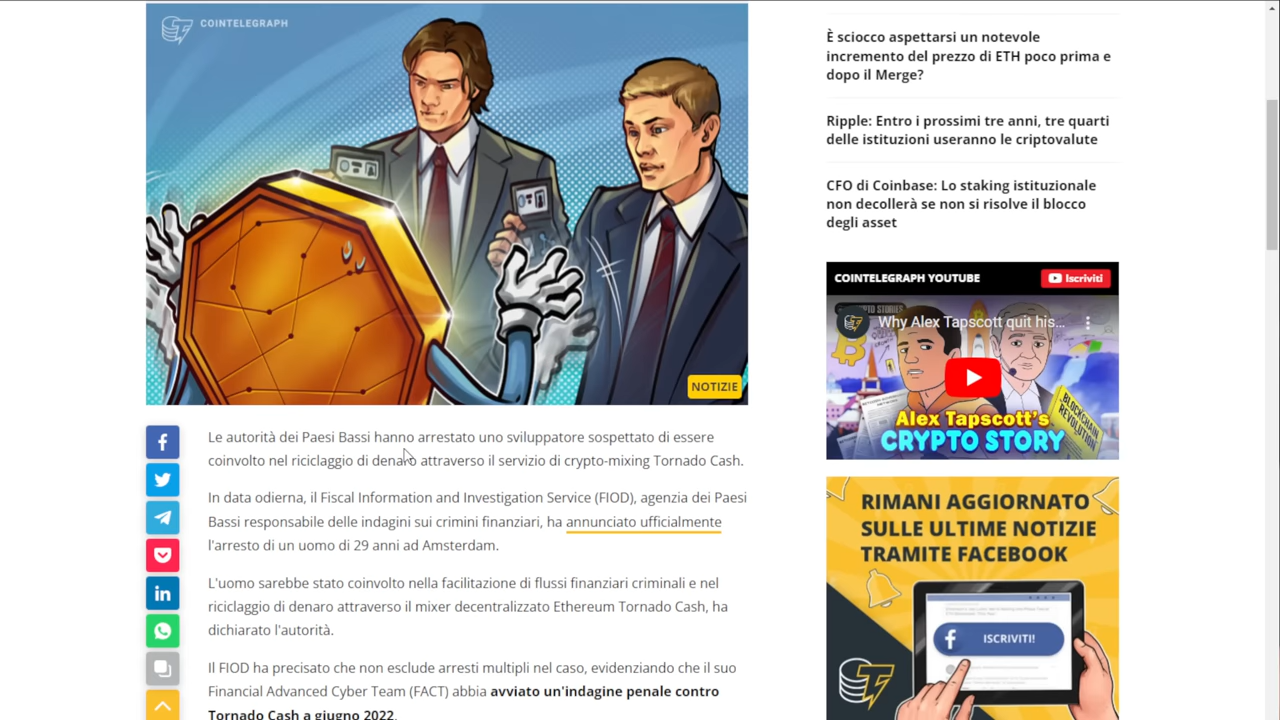 COINTELEGRAPH
NOTIZIE
Le autorità dei Paesi Bassi hanno arrestato uno sviluppatore sospettato di essere
coinvolto nel riciclaggio di denaro attraverso il servizio di crypto-mixing Tornado Cash.
In data odierna, il Fiscal Information and Investigation Service (FIOD), agenzia dei Paesi
Bassi responsabile delle indagini sui crimini finanziari, ha annunciato ufficialmente
l'arresto di un uomo di 29 anni ad Amsterdam.
L'uomo sarebbe stato coinvolto nella facilitazione di flussi finanziari criminali e nel
riciclaggio di denaro attraverso il mixer decentralizzato Ethereum Tornado Cash, ha
dichiarato l'autorità.
Il FIOD ha precisato che non esclude arresti multipli nel caso, evidenziando che il suo
Financial Advanced Cyber Team (FACT) abbia avviato un'indagine penale contro
Tornado Cash a giugno 2022.
È sciocco aspettarsi un notevole
incremento del prezzo di ETH poco prima e
dopo il Merge?
Ripple: Entro i prossimi tre anni, tre quarti
delle istituzioni useranno le criptovalute
CFO di Coinbase: Lo staking istituzionale
non decollerà se non si risolve il blocco
degli asset
COINTELEGRAPH YOUTUBE
Iscriviti
Why Alex Tapscott quit his...
BLOCKCHAIN
REVOLUTION
Alex Tapscott's
CRYPTO STORY
RIMANI AGGIORNATO
SULLE ULTIME NOTIZIE
TRAMITE FACEBOOK
ISCRIVITI!